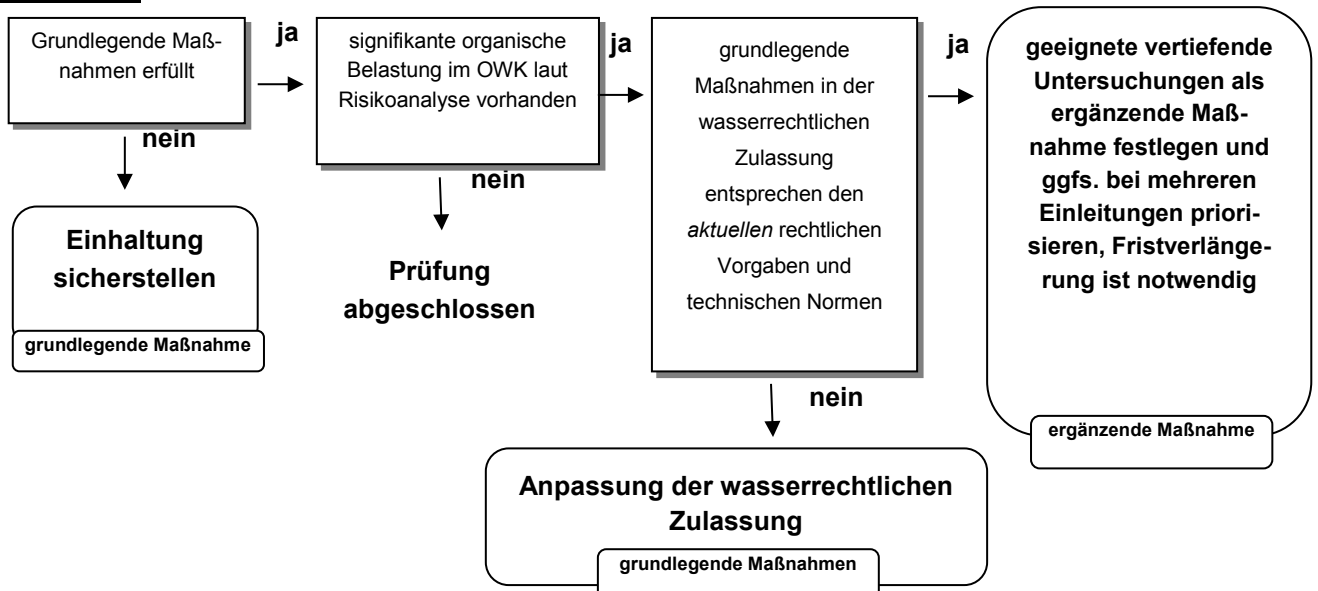 Grundlegende Maß-
nahmen erfüllt
ja
nein
Einhaltung
sicherstellen
grundlegende Maßnahme
signifikante organische
Belastung im OWK laut
Risikoanalyse vorhanden
ja
nein
Prüfung
abgeschlossen
grundlegende
Maßnahmen in der
wasserrechtlichen
Zulassung
entsprechen den
aktuellen rechtlichen
Vorgaben und
technischen Normen
ja
nein
Anpassung der wasserrechtlichen
Zulassung
grundlegende Maßnahmen
geeignete vertiefende
Untersuchungen als
ergänzende Maß-
nahme festlegen und
ggfs. bei mehreren
Einleitungen priori-
sieren, Fristverlänge-
rung ist notwendig
ergänzende Maßnahme